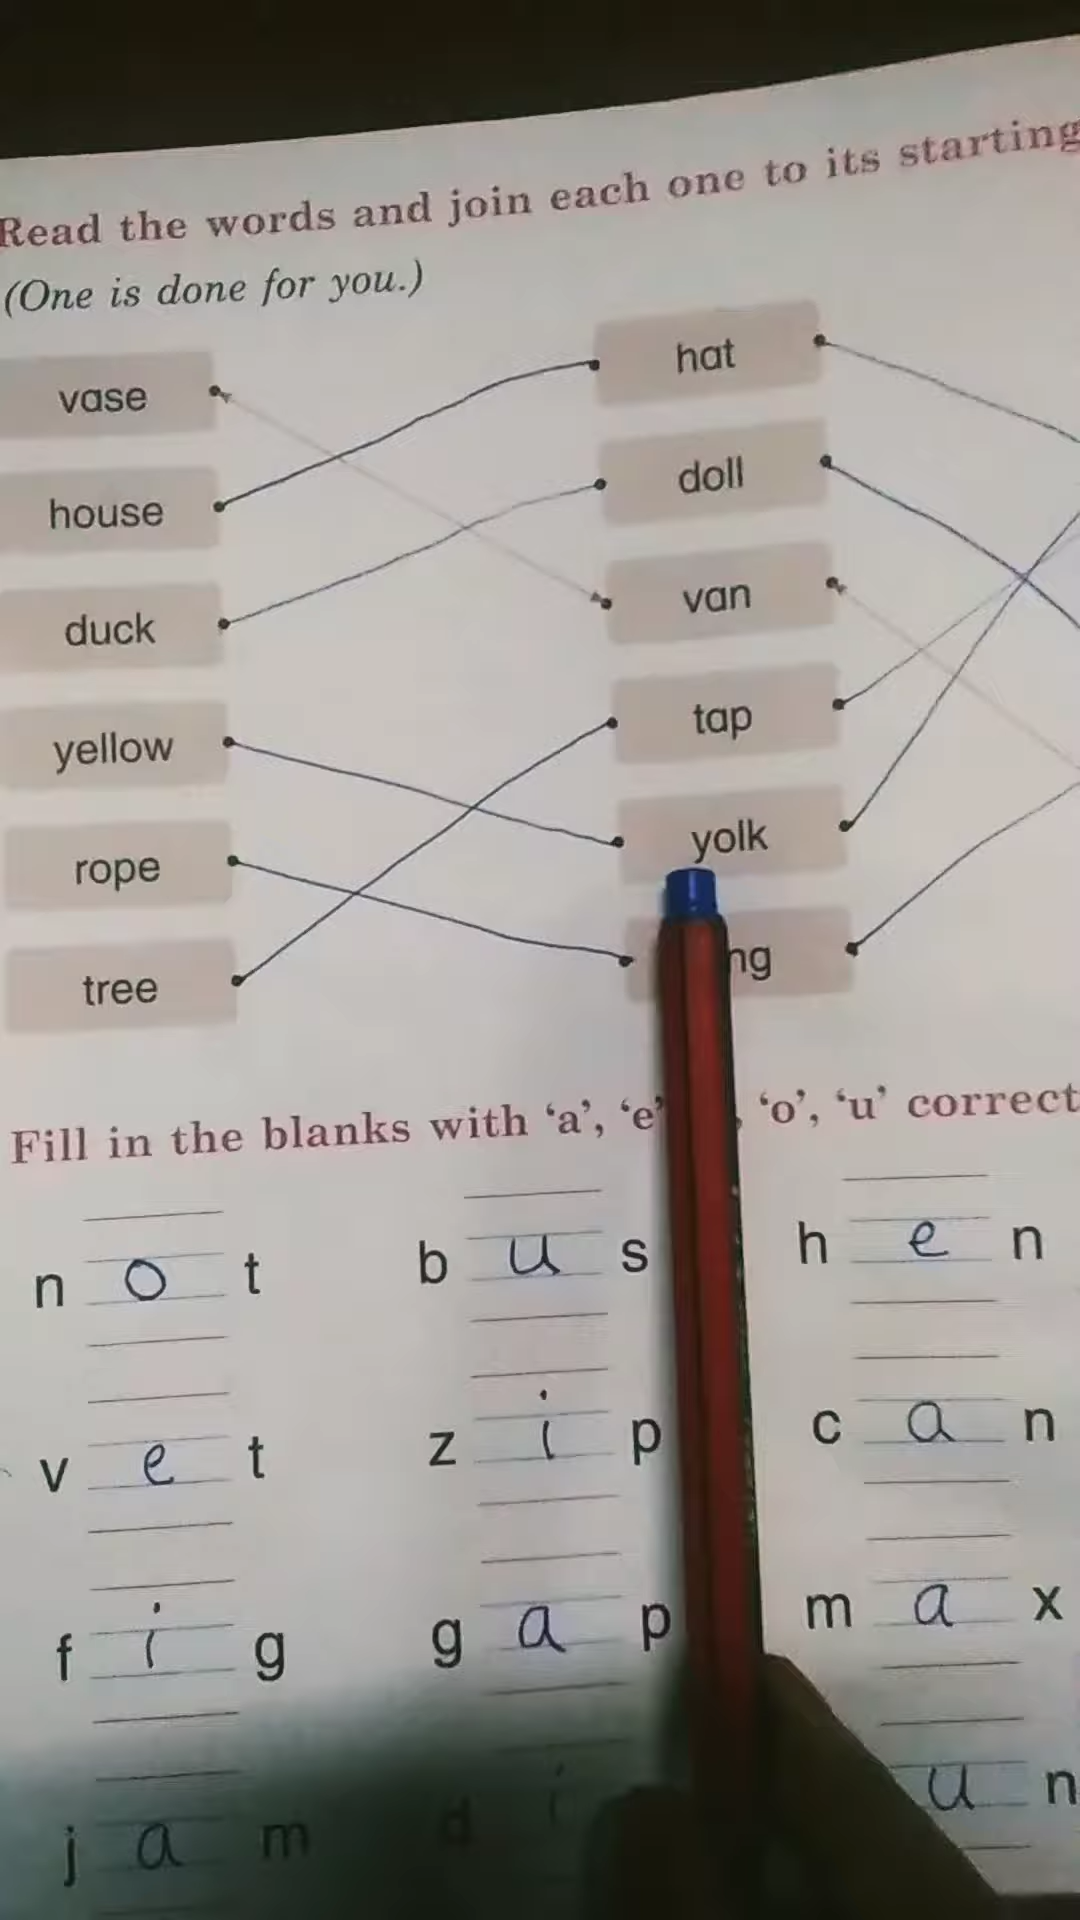 Read the words and join each one to its starting
(One is done for you.)
vase hat
house doll
duck van
yellow tap
rope yolk
tree
Fill in the blanks with ‘a’, ‘e’ ‘o’, ‘u’
n o t b u s h e n
v e t z i p c a n
f i g g a p m a x
j a m d i u n